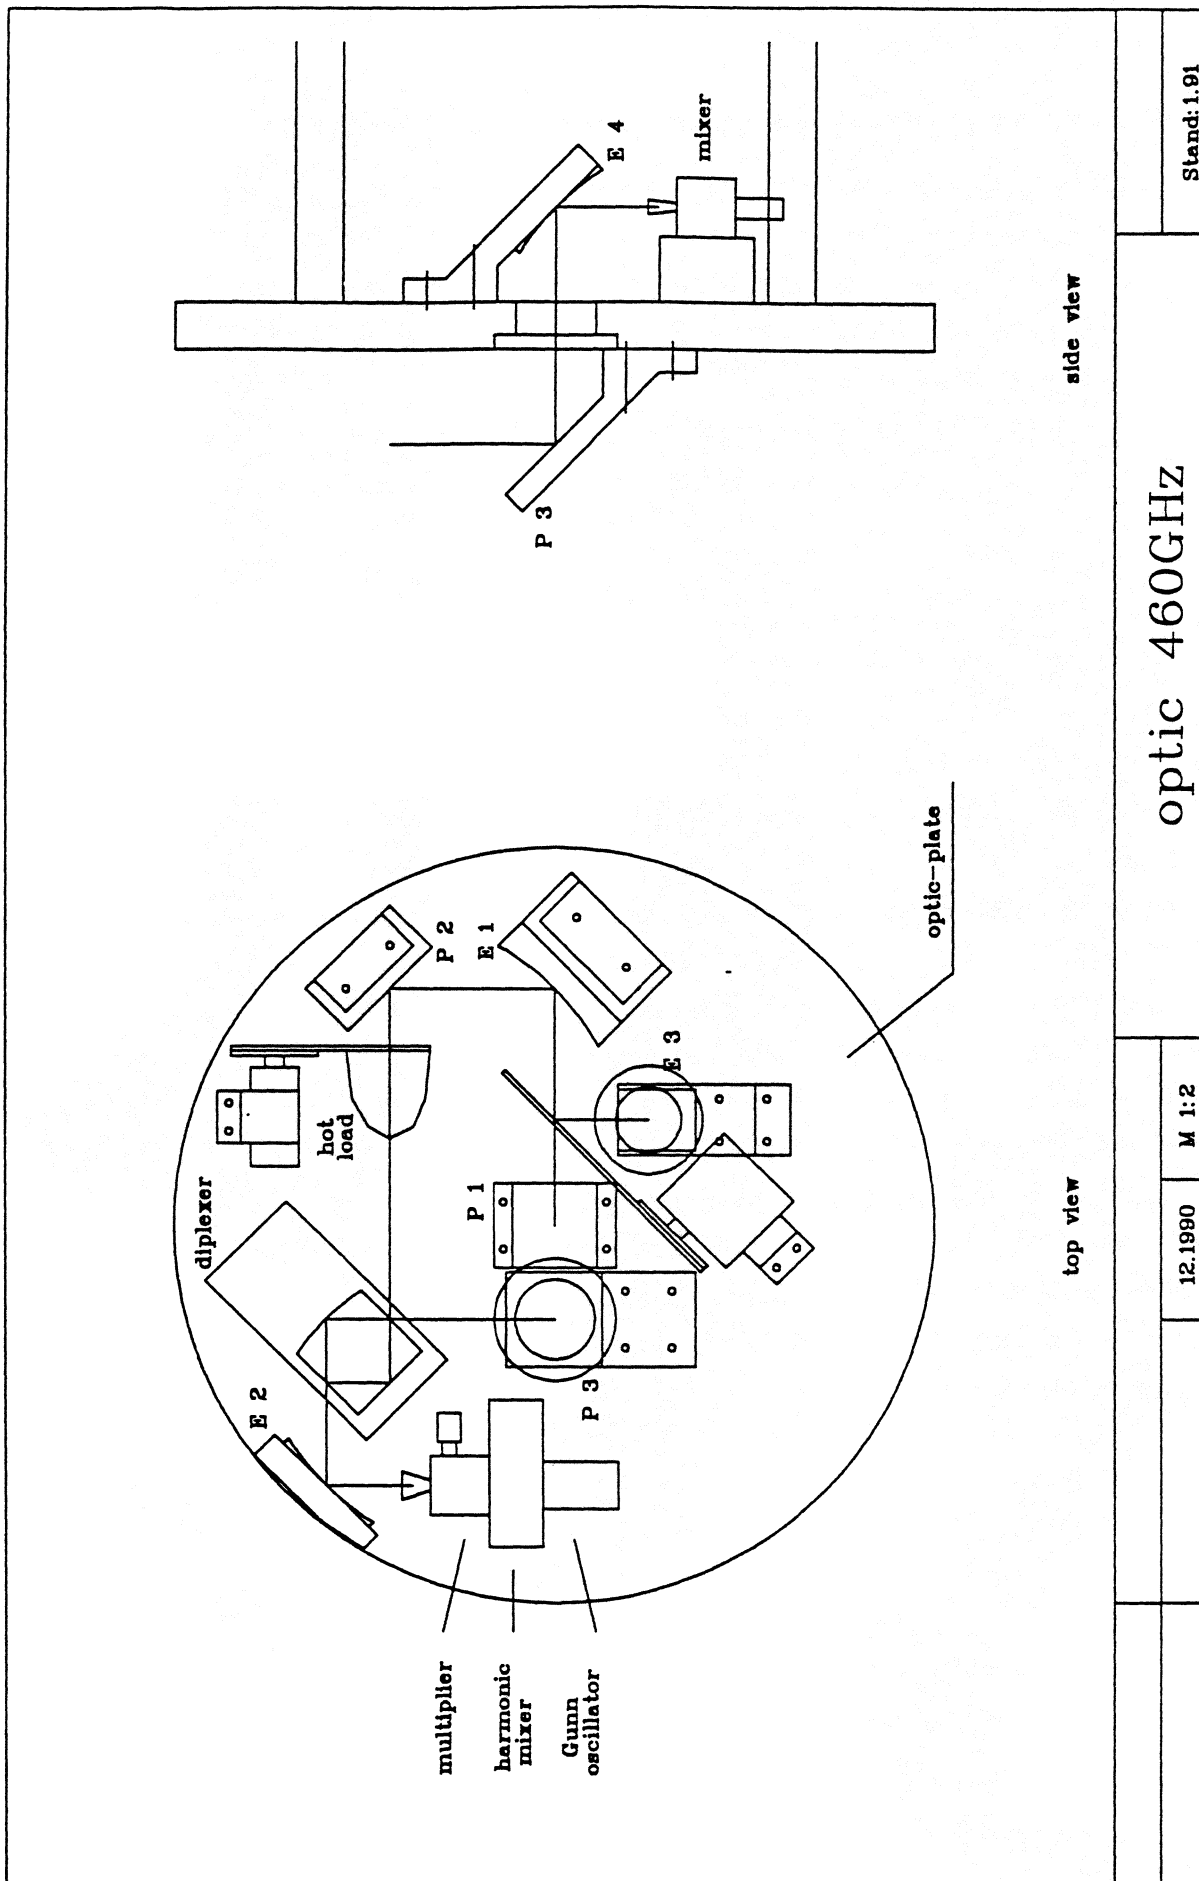 multiplier
harmonic
mixer
Gunn
oscillator
E 2
diplexer
hot
load
P 2
E 1
P 1
E 3
P 3
optic-plate
top view
P 3
E 4
mixer
side view
12.1990
M 1:2
optic 460GHz
Stand:1.91